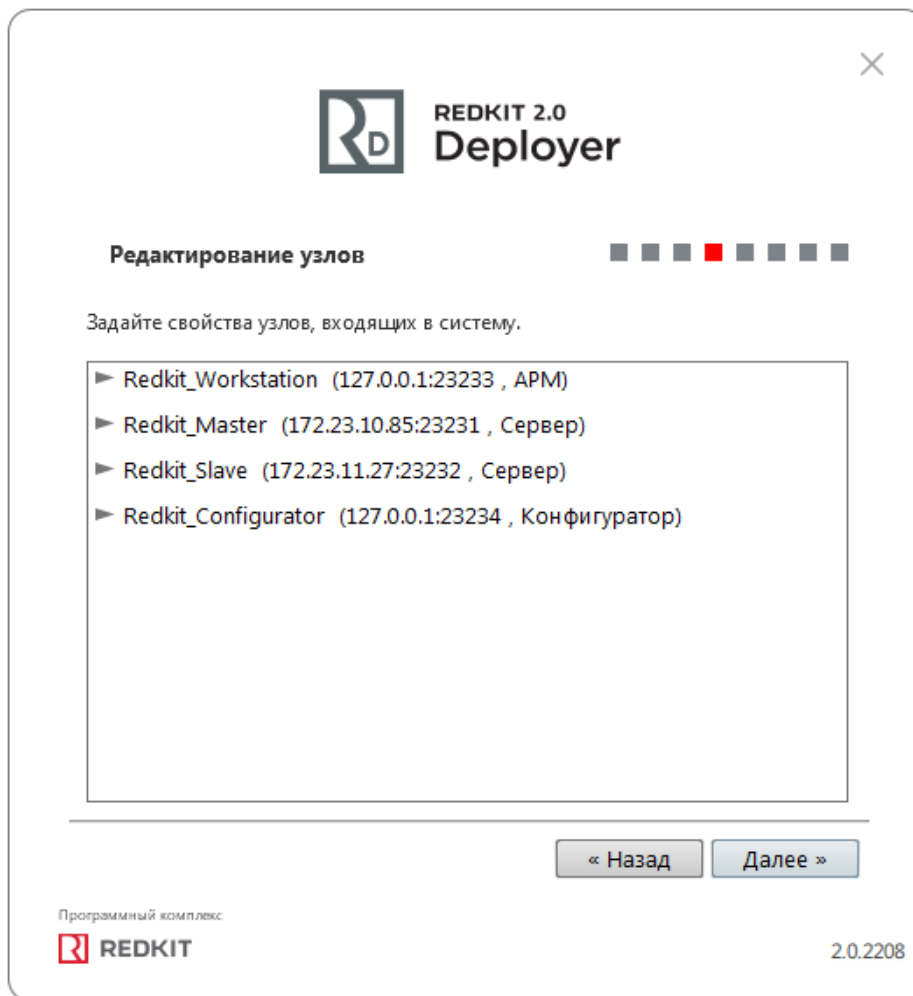 REDKIT 2.0
Deployer
Редактирование узлов
Задайте свойства узлов, входящих в систему.
Redkit_Workstation (127.0.0.1:23233 , АРМ)
Redkit_Master (172.23.10.85:23231 , Сервер)
Redkit_Slave (172.23.11.27:23232 , Сервер)
Redkit_Configurator (127.0.0.1:23234 , Конфигуратор)
« Назад
Далее »
Программный комплекс
REDKIT
2.0.2208